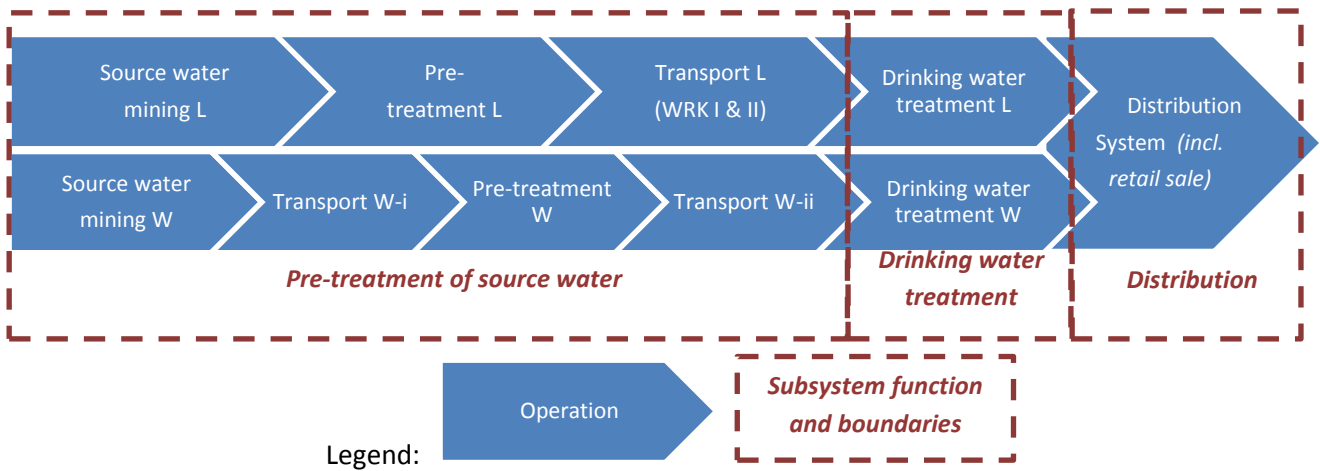 Source water
mining L
Pre-
treatment L
Transport L
(WRK I & II)
Drinking water
treatment L
Distribution
System (incl.
retail sale)
Source water
mining W
Transport W-i
Pre-treatment
W
Transport W-ii
Drinking water
treatment W
Pre-treatment of source water
Drinking water
treatment
Distribution
Legend:
Operation
Subsystem function
and boundaries